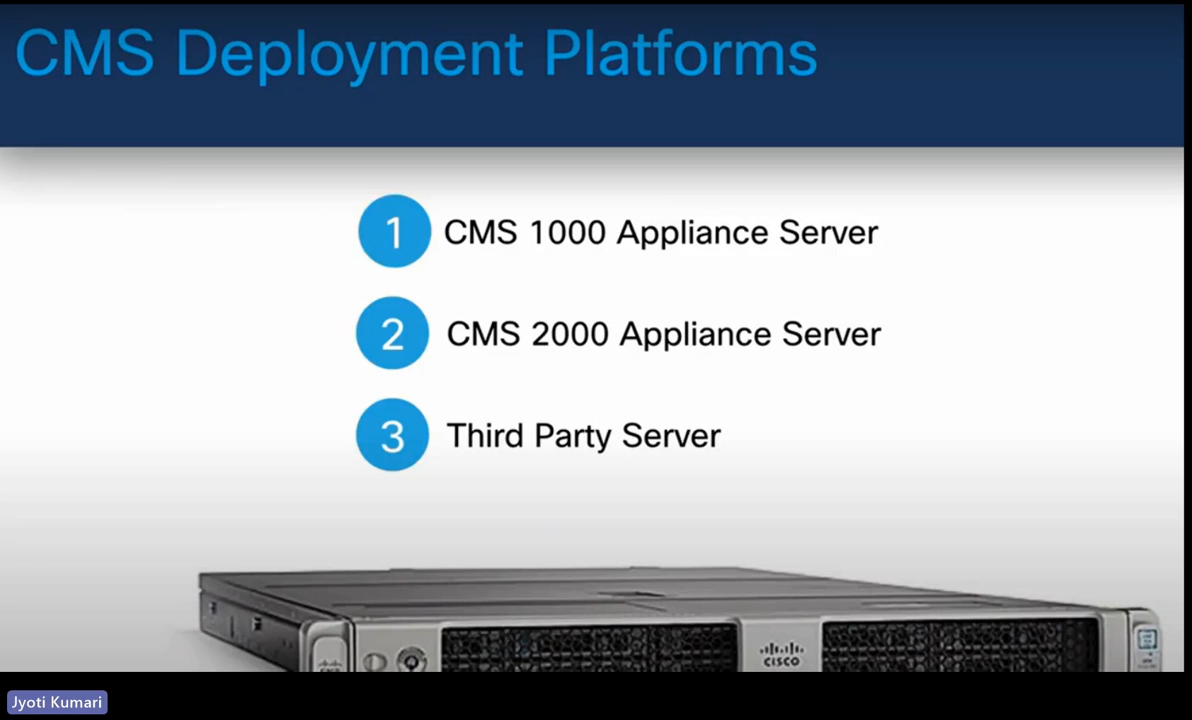 CMS Deployment Platforms
1 CMS 1000 Appliance Server
2 CMS 2000 Appliance Server
3 Third Party Server
CISCO
Jyoti Kumari